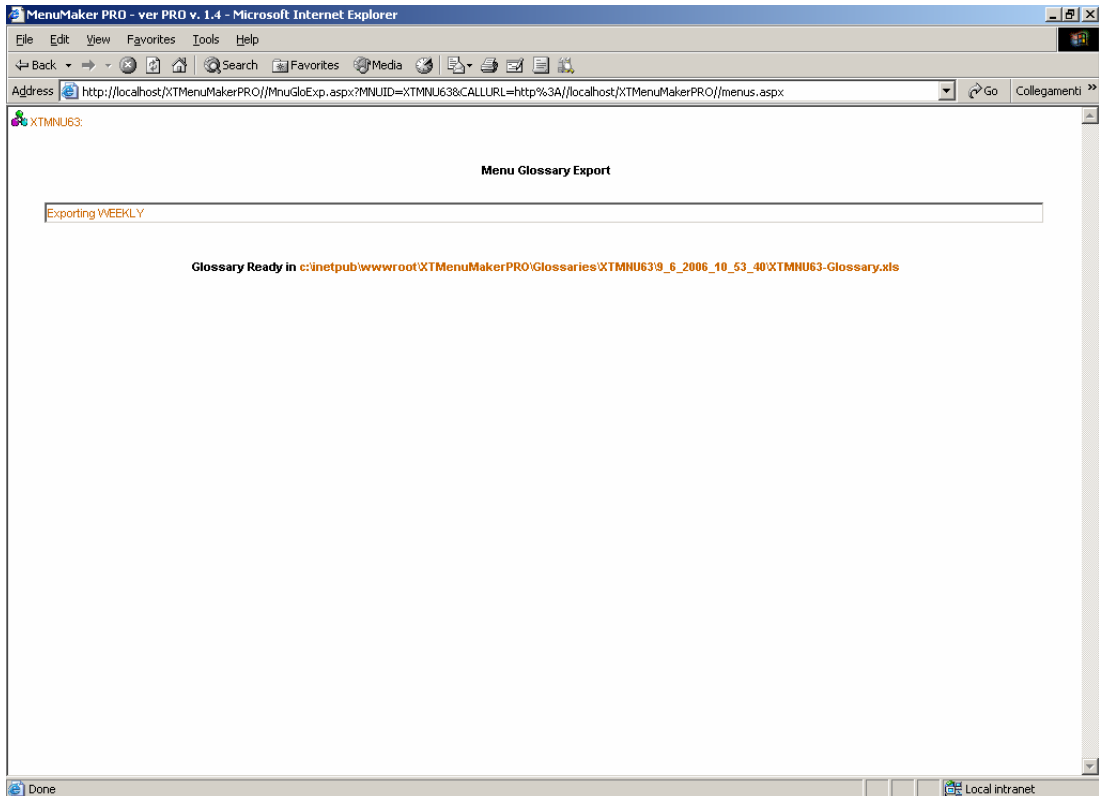 MenuMaker PRO - ver PRO v. 1.4 - Microsoft Internet Explorer
File Edit View Favorites Tools Help
Back Search Favorites Media
Address http://localhost/XTMenuMakerPRO//MnuGloExp.aspx?MNUID=XTMNU63&CALLURL=http%3A//localhost/XTMenuMakerPRO//menus.aspx Go Collegamenti »
XTMNU63:
Menu Glossary Export
Exporting WEEKLY
Glossary Ready in c:\inetpub\wwwroot\XTMenuMakerPRO\Glossaries\XTMNU63\9_6_2006_10_53_40\XTMNU63-Glossary.xls
Done Local intranet